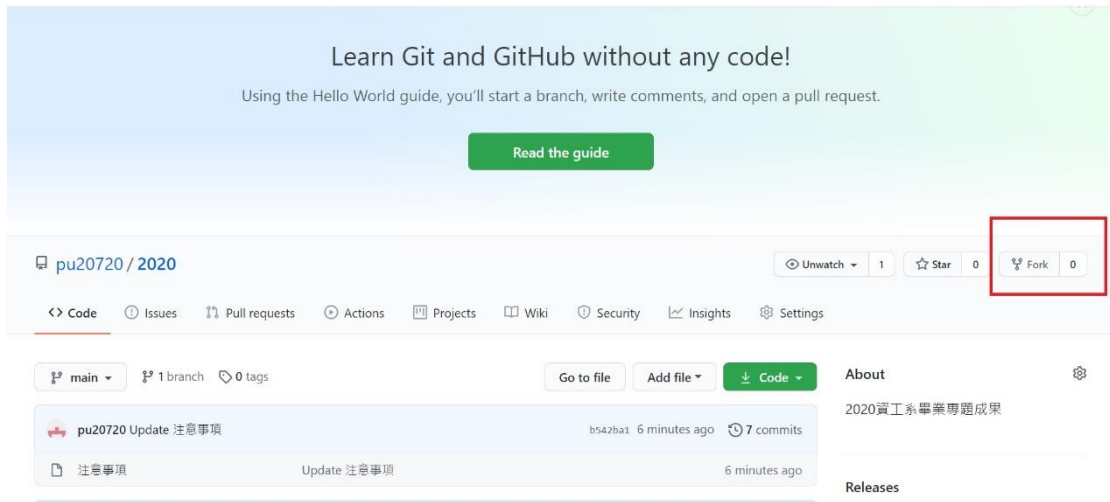 Learn Git and GitHub without any code!
Using the Hello World guide, you'll start a branch, write comments, and open a pull request.
Read the guide
pu20720 / 2020
Unwatch 1 Star 0 Fork 0
Code Issues Pull requests Actions Projects Wiki Security Insights Settings
main 1 branch 0 tags Go to file Add file Code About
2020資工系畢業專題成果
pu20720 Update 注意事項 b542ba1 6 minutes ago 7 commits
注意事項 Update 注意事項 6 minutes ago
Releases